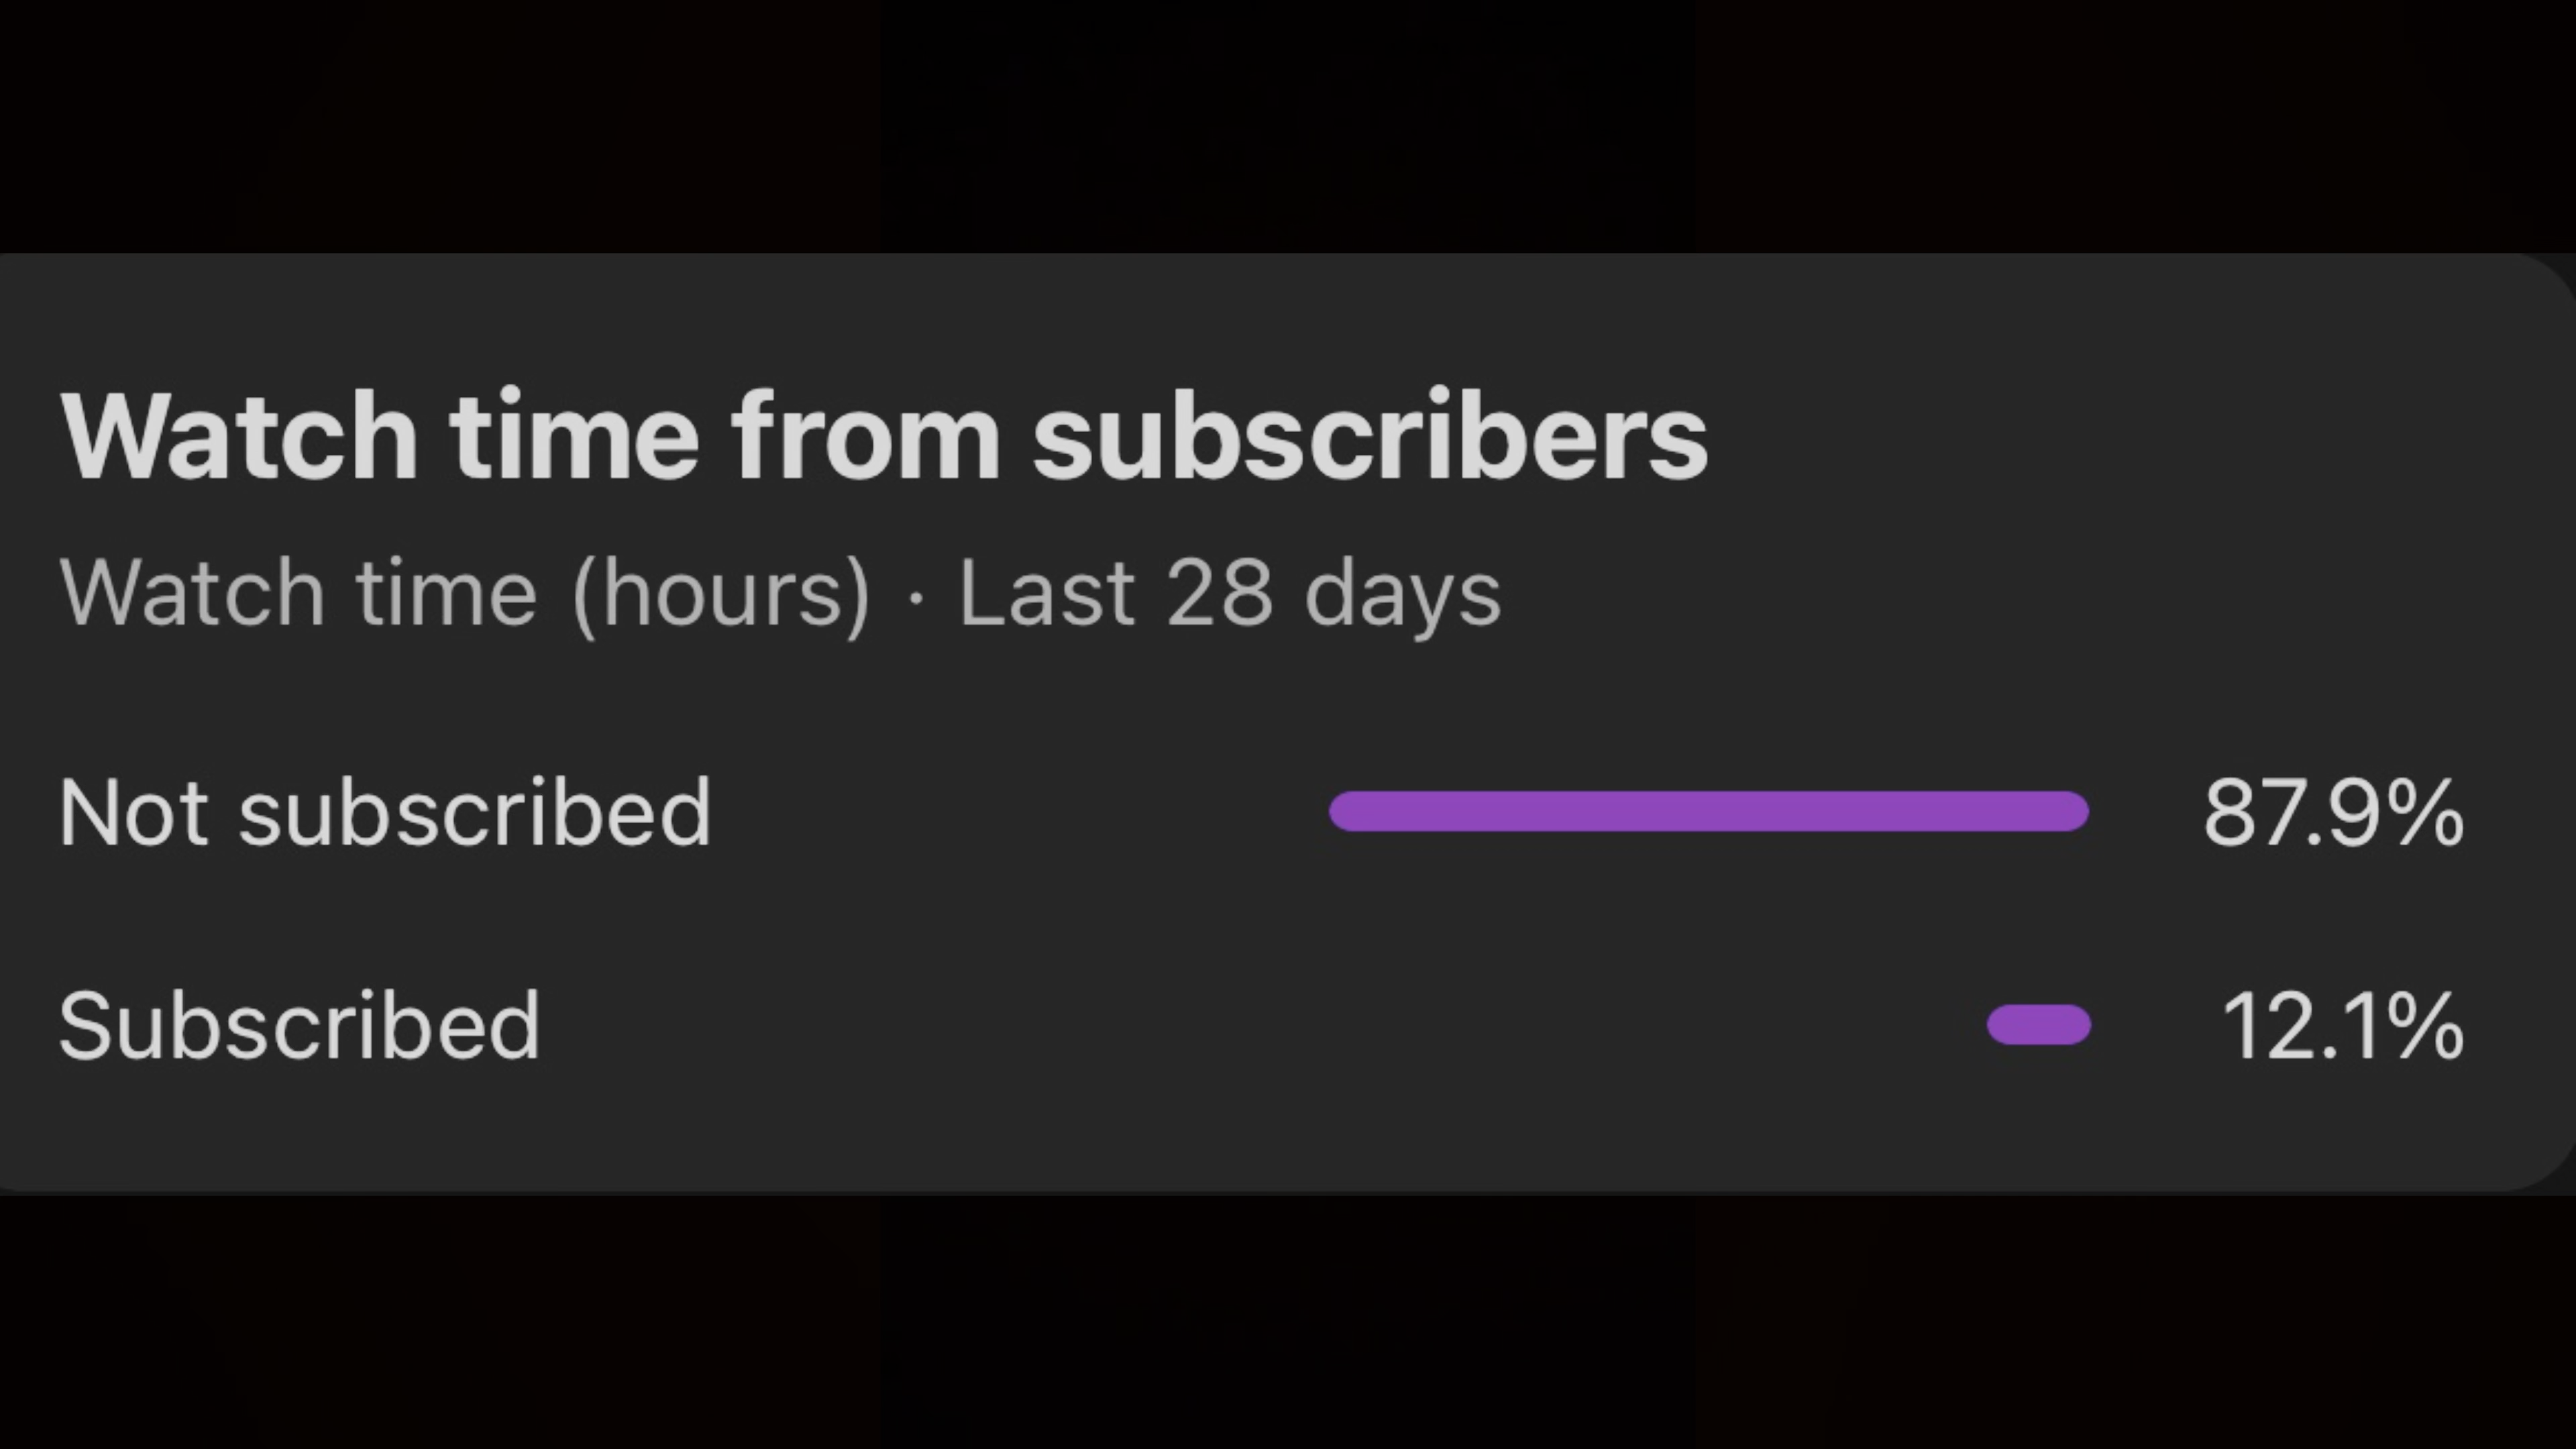 Watch time from subscribers
Watch time (hours) · Last 28 days
Not subscribed 87.9%
Subscribed 12.1%